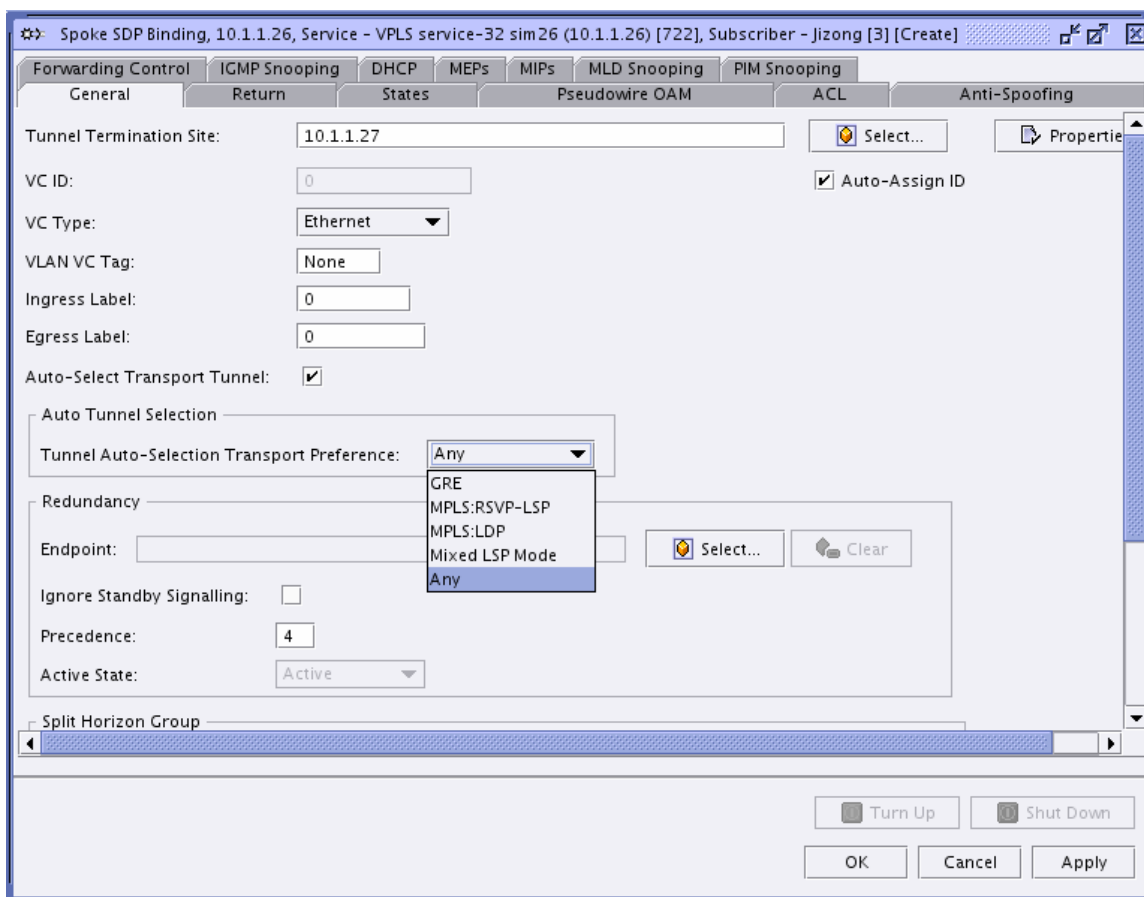 Spoke SDP Binding, 10.1.1.26, Service - VPLS service-32 sim26 (10.1.1.26) [722], Subscriber - Jizong [3] [Create]
Forwarding Control IGMP Snooping DHCP MEPs MIPs MLD Snooping PIM Snooping
General Return States Pseudowire OAM ACL Anti-Spoofing
Tunnel Termination Site: 10.1.1.27 Select... Propertie
VC ID: 0 Auto-Assign ID
VC Type: Ethernet
VLAN VC Tag: None
Ingress Label: 0
Egress Label: 0
Auto-Select Transport Tunnel:
Auto Tunnel Selection
Tunnel Auto-Selection Transport Preference: Any
GRE
MPLS:RSVP-LSP
MPLS:LDP
Mixed LSP Mode
Any
Redundancy
Endpoint: Select... Clear
Ignore Standby Signalling:
Precedence: 4
Active State: Active
Split Horizon Group
Turn Up Shut Down
OK Cancel Apply